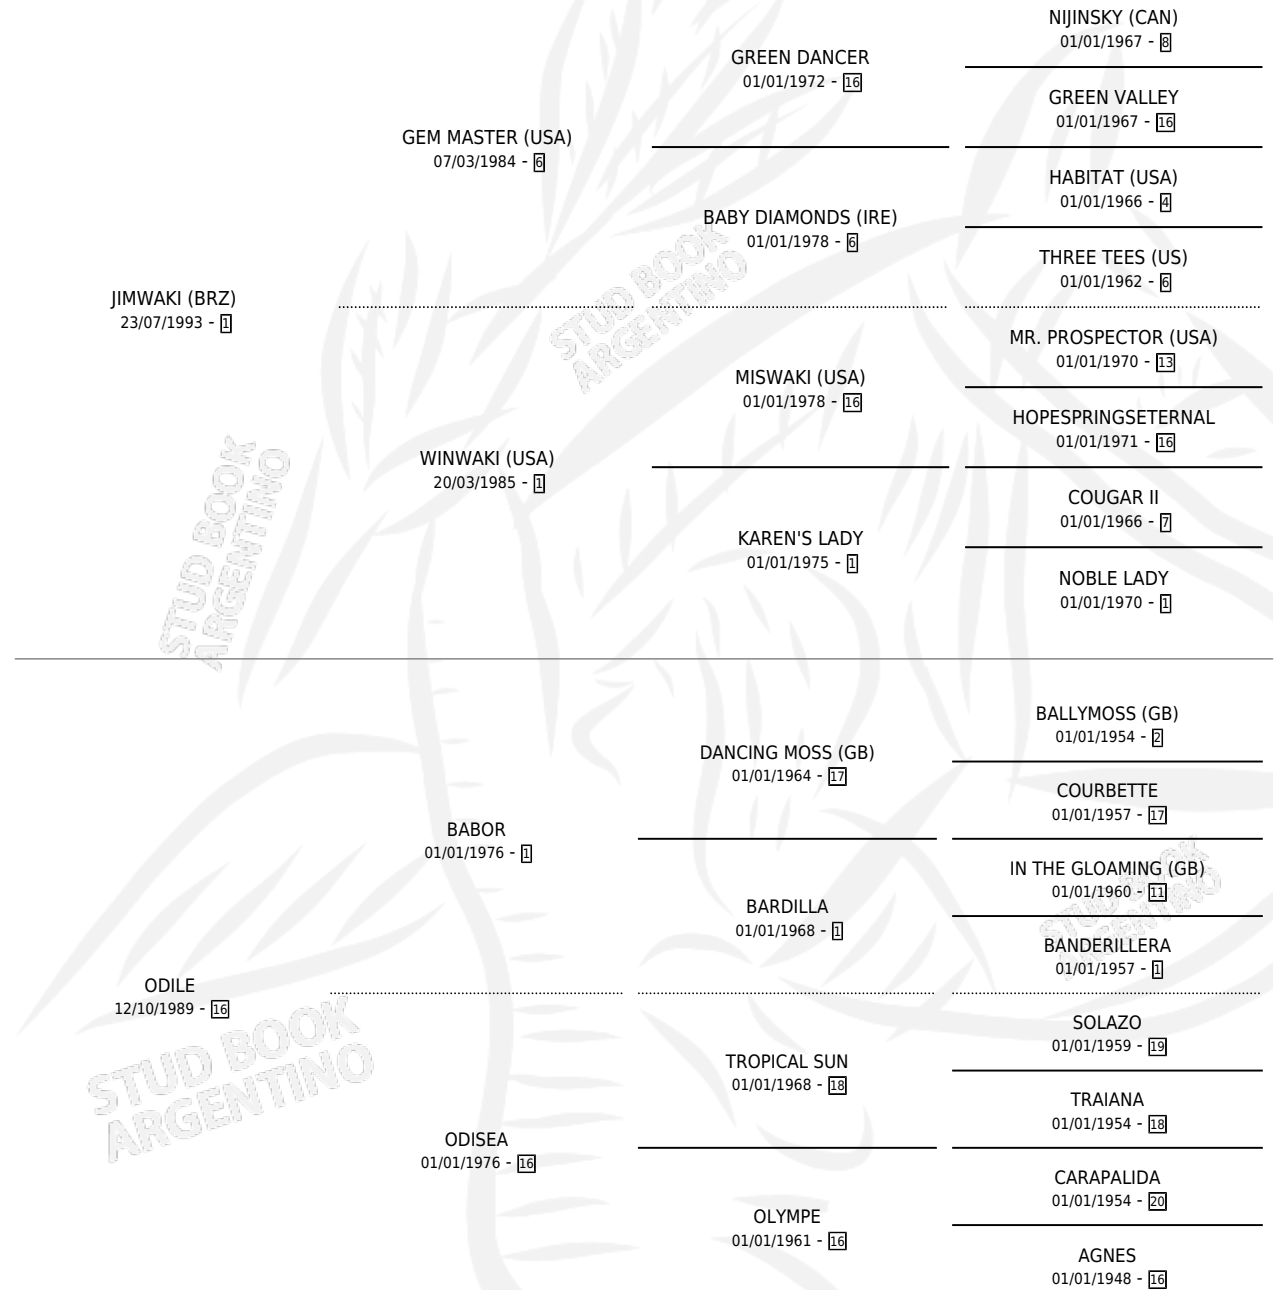 NIJINSKY (CAN)
01/01/1967 - 8
GREEN DANCER
01/01/1972 - 16
GREEN VALLEY
01/01/1967 - 16
GEM MASTER (USA)
07/03/1984 - 6
HABITAT (USA)
01/01/1966 - 4
BABY DIAMONDS (IRE)
01/01/1978 - 6
THREE TEES (US)
01/01/1962 - 6
JIMWAKI (BRZ)
23/07/1993 - 1
MR. PROSPECTOR (USA)
01/01/1970 - 13
MISWAKI (USA)
01/01/1978 - 16
HOPESPRINGSETERNAL
01/01/1971 - 16
WINWAKI (USA)
20/03/1985 - 1
COUGAR II
01/01/1966 - 7
KAREN'S LADY
01/01/1975 - 1
NOBLE LADY
01/01/1970 - 1
BALLYMOSS (GB)
01/01/1954 - 2
DANCING MOSS (GB)
01/01/1964 - 17
COURBETTE
01/01/1957 - 17
BABOR
01/01/1976 - 1
IN THE GLOAMING (GB)
01/01/1960 - 11
BARDILLA
01/01/1968 - 1
BANDERILLERA
01/01/1957 - 1
ODILE
12/10/1989 - 16
SOLAZO
01/01/1959 - 19
TROPICAL SUN
01/01/1968 - 18
TRAIANA
01/01/1954 - 18
ODISEA
01/01/1976 - 16
CARAPALIDA
01/01/1954 - 20
OLYMPE
01/01/1961 - 16
AGNES
01/01/1948 - 16
STUD BOOK
ARGENTINO
STUD BOOK
ARGENTINO
STUD BOOK
ARGENTINO
STUD BOOK
ARGENTINO